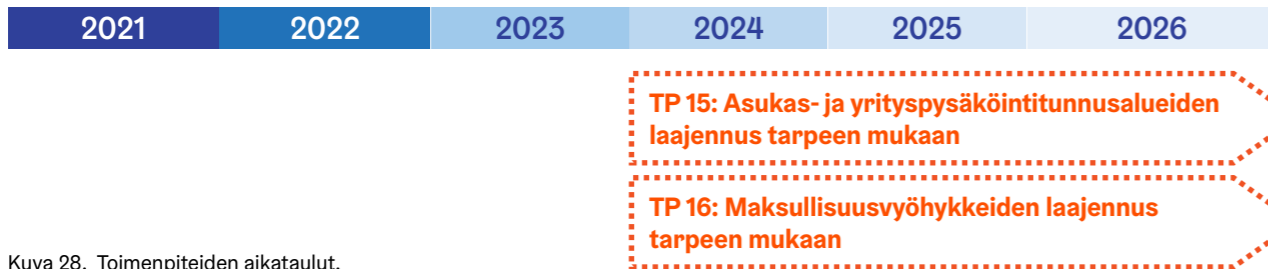 2021 2022 2023 2024 2025 2026
TP 15: Asukas- ja yrityspysäköintitunnusalueiden
laajennus tarpeen mukaan
TP 16: Maksullisuusvyöhykkeiden laajennus
tarpeen mukaan
Kuva 28. Toimenpiteiden aikataulut.